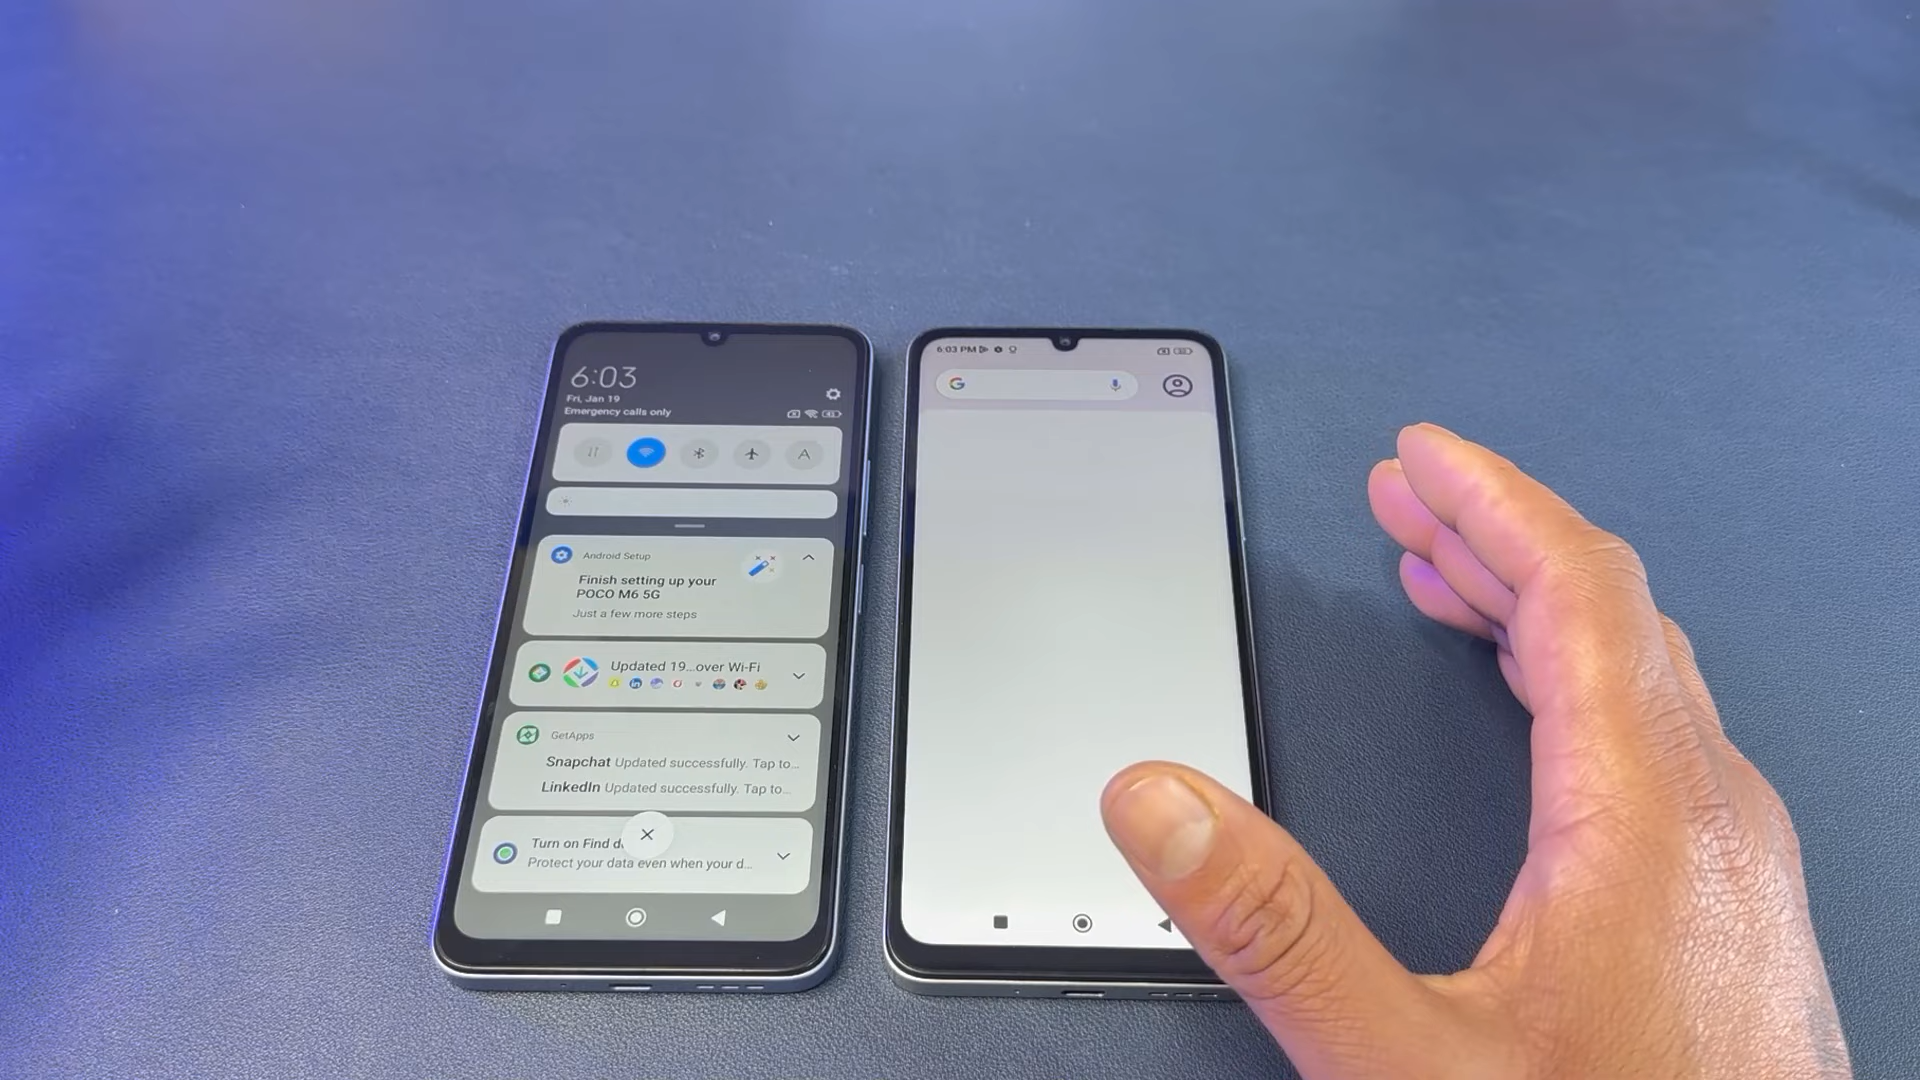 6:03
Fri, Jan 19
Emergency calls only
A
Android Setup
Finish setting up your
POCO M6 5G
Just a few more steps
Updated 19...over Wi-Fi
GetApps
Snapchat Updated successfully. Tap to...
LinkedIn Updated successfully. Tap to...
Turn on Find d
Protect your data even when your d...
6:03 PM
G